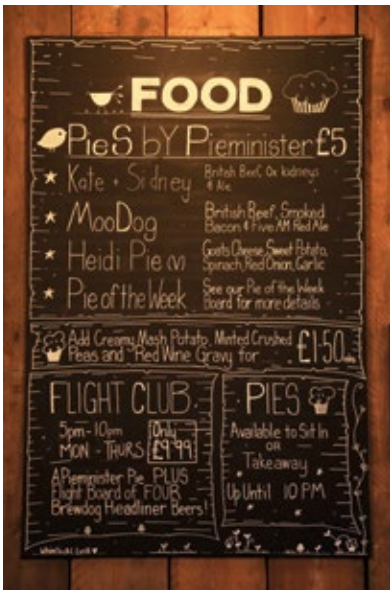 FOOD
PieS bY Pieminister £5
Kate + Sidney British Beef, Ox kidneys
& Ale
MooDog British Beef, Smoked
Bacon & Five AM Red Ale
Heidi Pie (v) Goats Cheese, Sweet Potato,
Spinach, Red Onion, Garlic
Pie of the Week See our Pie of the Week
Board for more details
Add Creamy Mash Potato, Minted Crushed
Peas and Red Wine Gravy for £1.50
FLIGHT CLUB
5pm-10pm Only
MON - THURS £9.99
A Pieminister Pie PLUS
Flight Board of FOUR
Brewdog Headliner Beers!
PIES
Available to Sit In
OR
Takeaway
Up Until 10PM